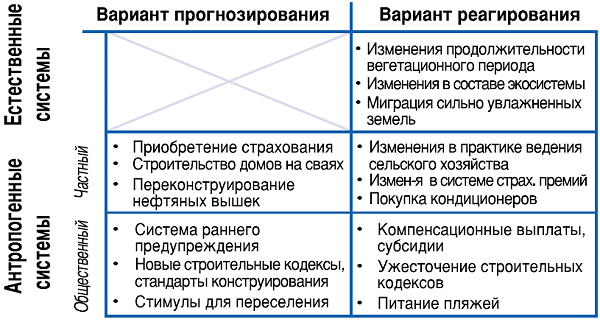 Вариант прогнозирования
Вариант реагирования
Естественные
системы
• Изменения продолжительности
вегетационного периода
• Изменения в составе экосистемы
• Миграция сильно увлажненных
земель
Антропогенные
системы
Частный
• Приобретение страхования
• Строительство домов на сваях
• Переконструирование
нефтяных вышек
• Изменения в практике ведения
сельского хозяйства
• Измен-я в системе страх. премий
• Покупка кондиционеров
Общественный
• Система раннего
предупреждения
• Новые строительные кодексы,
стандарты конструирования
• Стимулы для переселения
• Компенсационные выплаты,
субсидии
• Ужесточение строительных
кодексов
• Питание пляжей